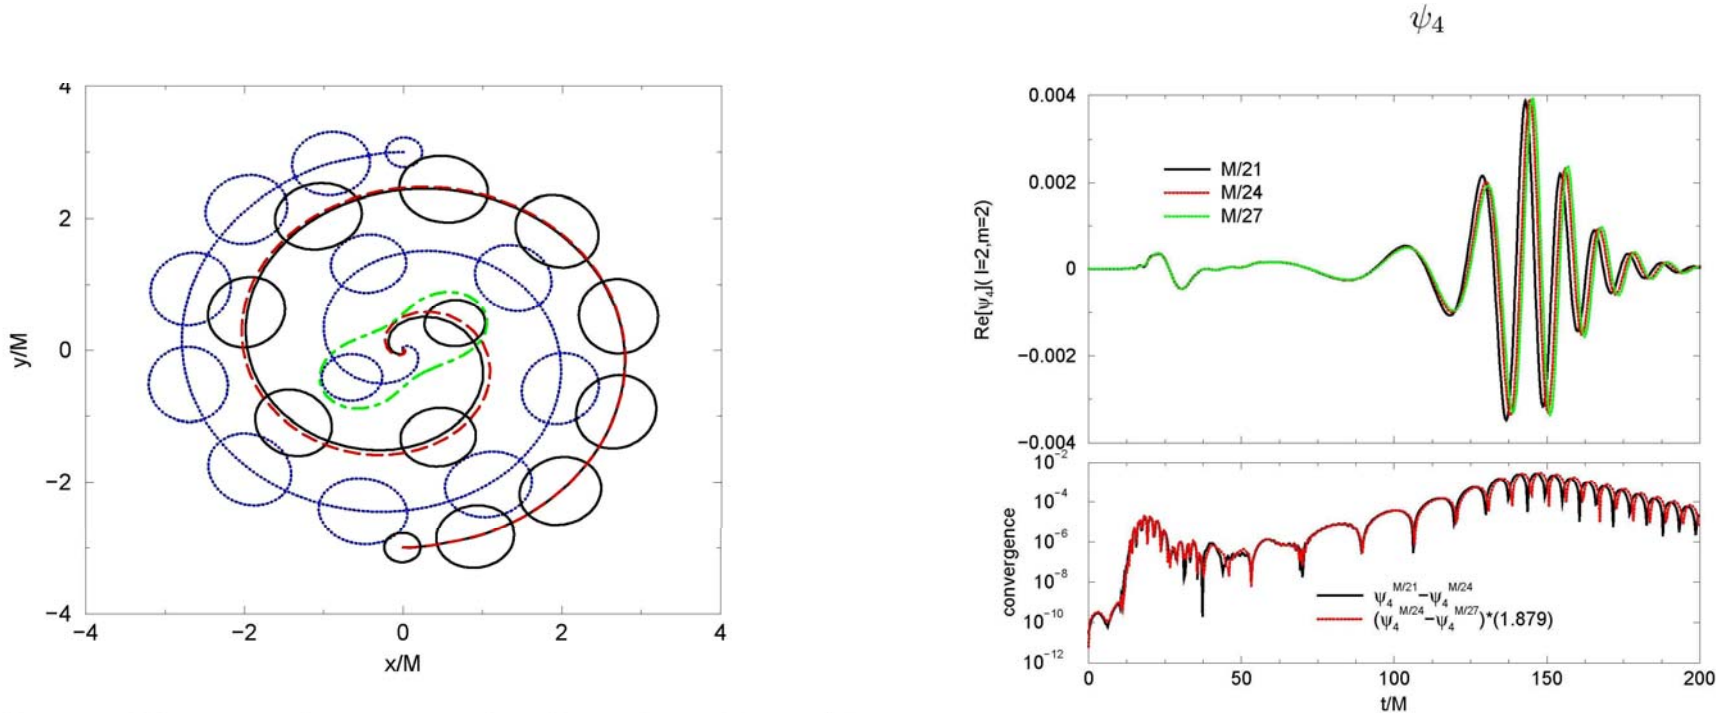 ψ₄
4
2
0
−2
−4
y/M
−4
−2
0
2
4
x/M
0.004
0.002
0
−0.002
−0.004
Re[ψ₄]( l=2,m=2)
M/21
M/24
M/27
10⁻²
10⁻⁴
10⁻⁶
10⁻⁸
10⁻¹⁰
10⁻¹²
convergence
ψ₄^M/21−ψ₄^M/24
(ψ₄^M/24−ψ₄^M/27)*(1.879)
0
50
100
150
200
t/M